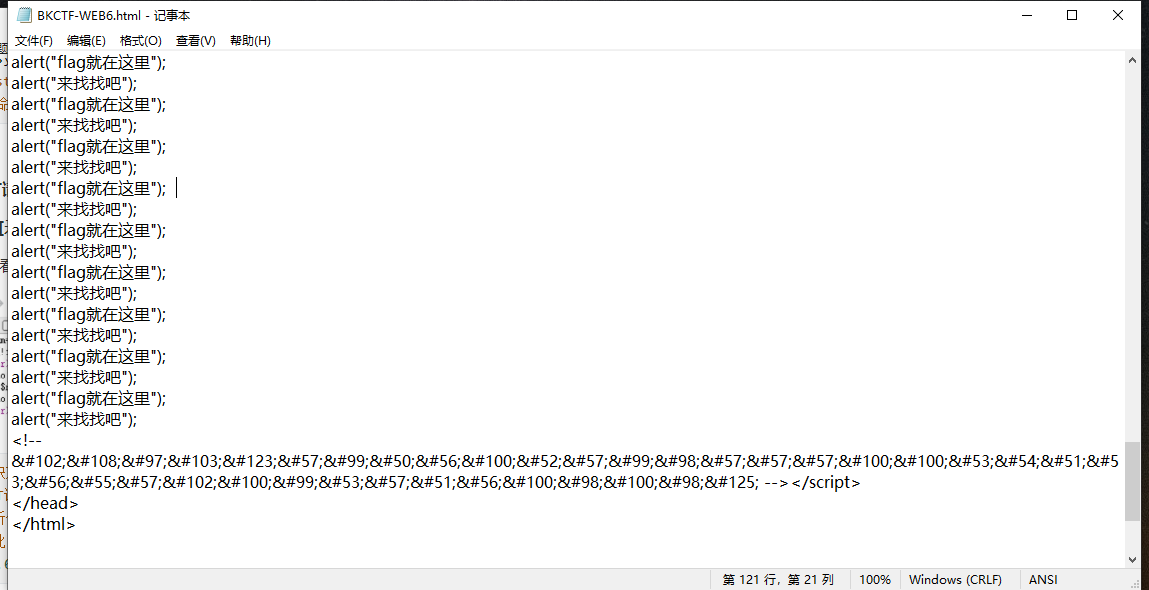 BKCTF-WEB6.html - 记事本
文件(F) 编辑(E) 格式(O) 查看(V) 帮助(H)
alert("flag就在这里");
alert("来找找吧");
alert("flag就在这里");
alert("来找找吧");
alert("flag就在这里");
alert("来找找吧");
alert("flag就在这里");
alert("来找找吧");
alert("flag就在这里");
alert("来找找吧");
alert("flag就在这里");
alert("来找找吧");
alert("flag就在这里");
alert("来找找吧");
alert("flag就在这里");
alert("来找找吧");
alert("flag就在这里");
alert("来找找吧");
<!--
&#102;&#108;&#97;&#103;&#123;&#57;&#99;&#50;&#56;&#100;&#52;&#57;&#99;&#98;&#57;&#57;&#57;&#100;&#100;&#53;&#54;&#51;&#5
3;&#56;&#55;&#57;&#102;&#100;&#99;&#53;&#57;&#51;&#56;&#100;&#98;&#100;&#98;&#125; --></script>
</head>
</html>
第 121 行，第 21 列 100% Windows (CRLF) ANSI